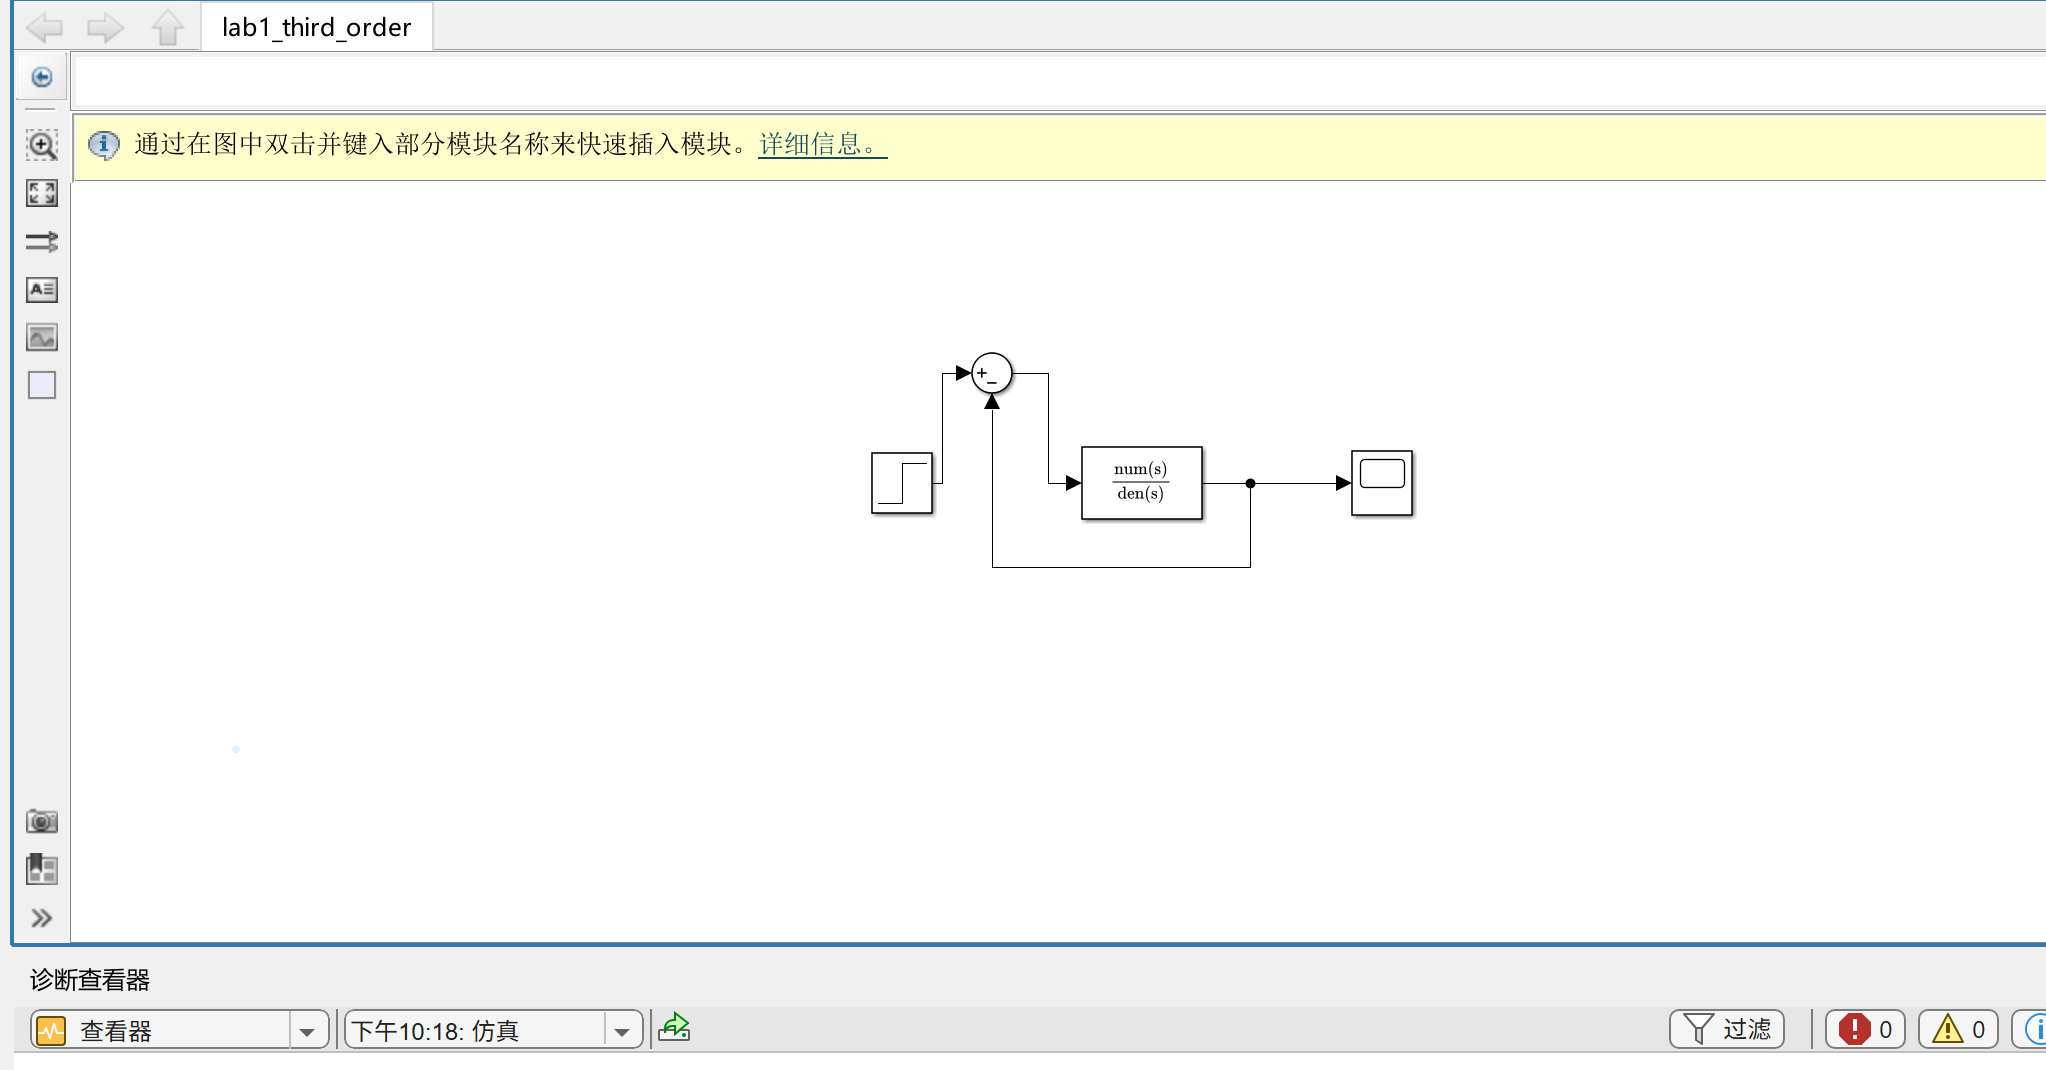 lab1_third_order
通过在图中双击并键入部分模块名称来快速插入模块。详细信息。
num(s)
den(s)
诊断查看器
查看器
下午10:18: 仿真
过滤
0
0